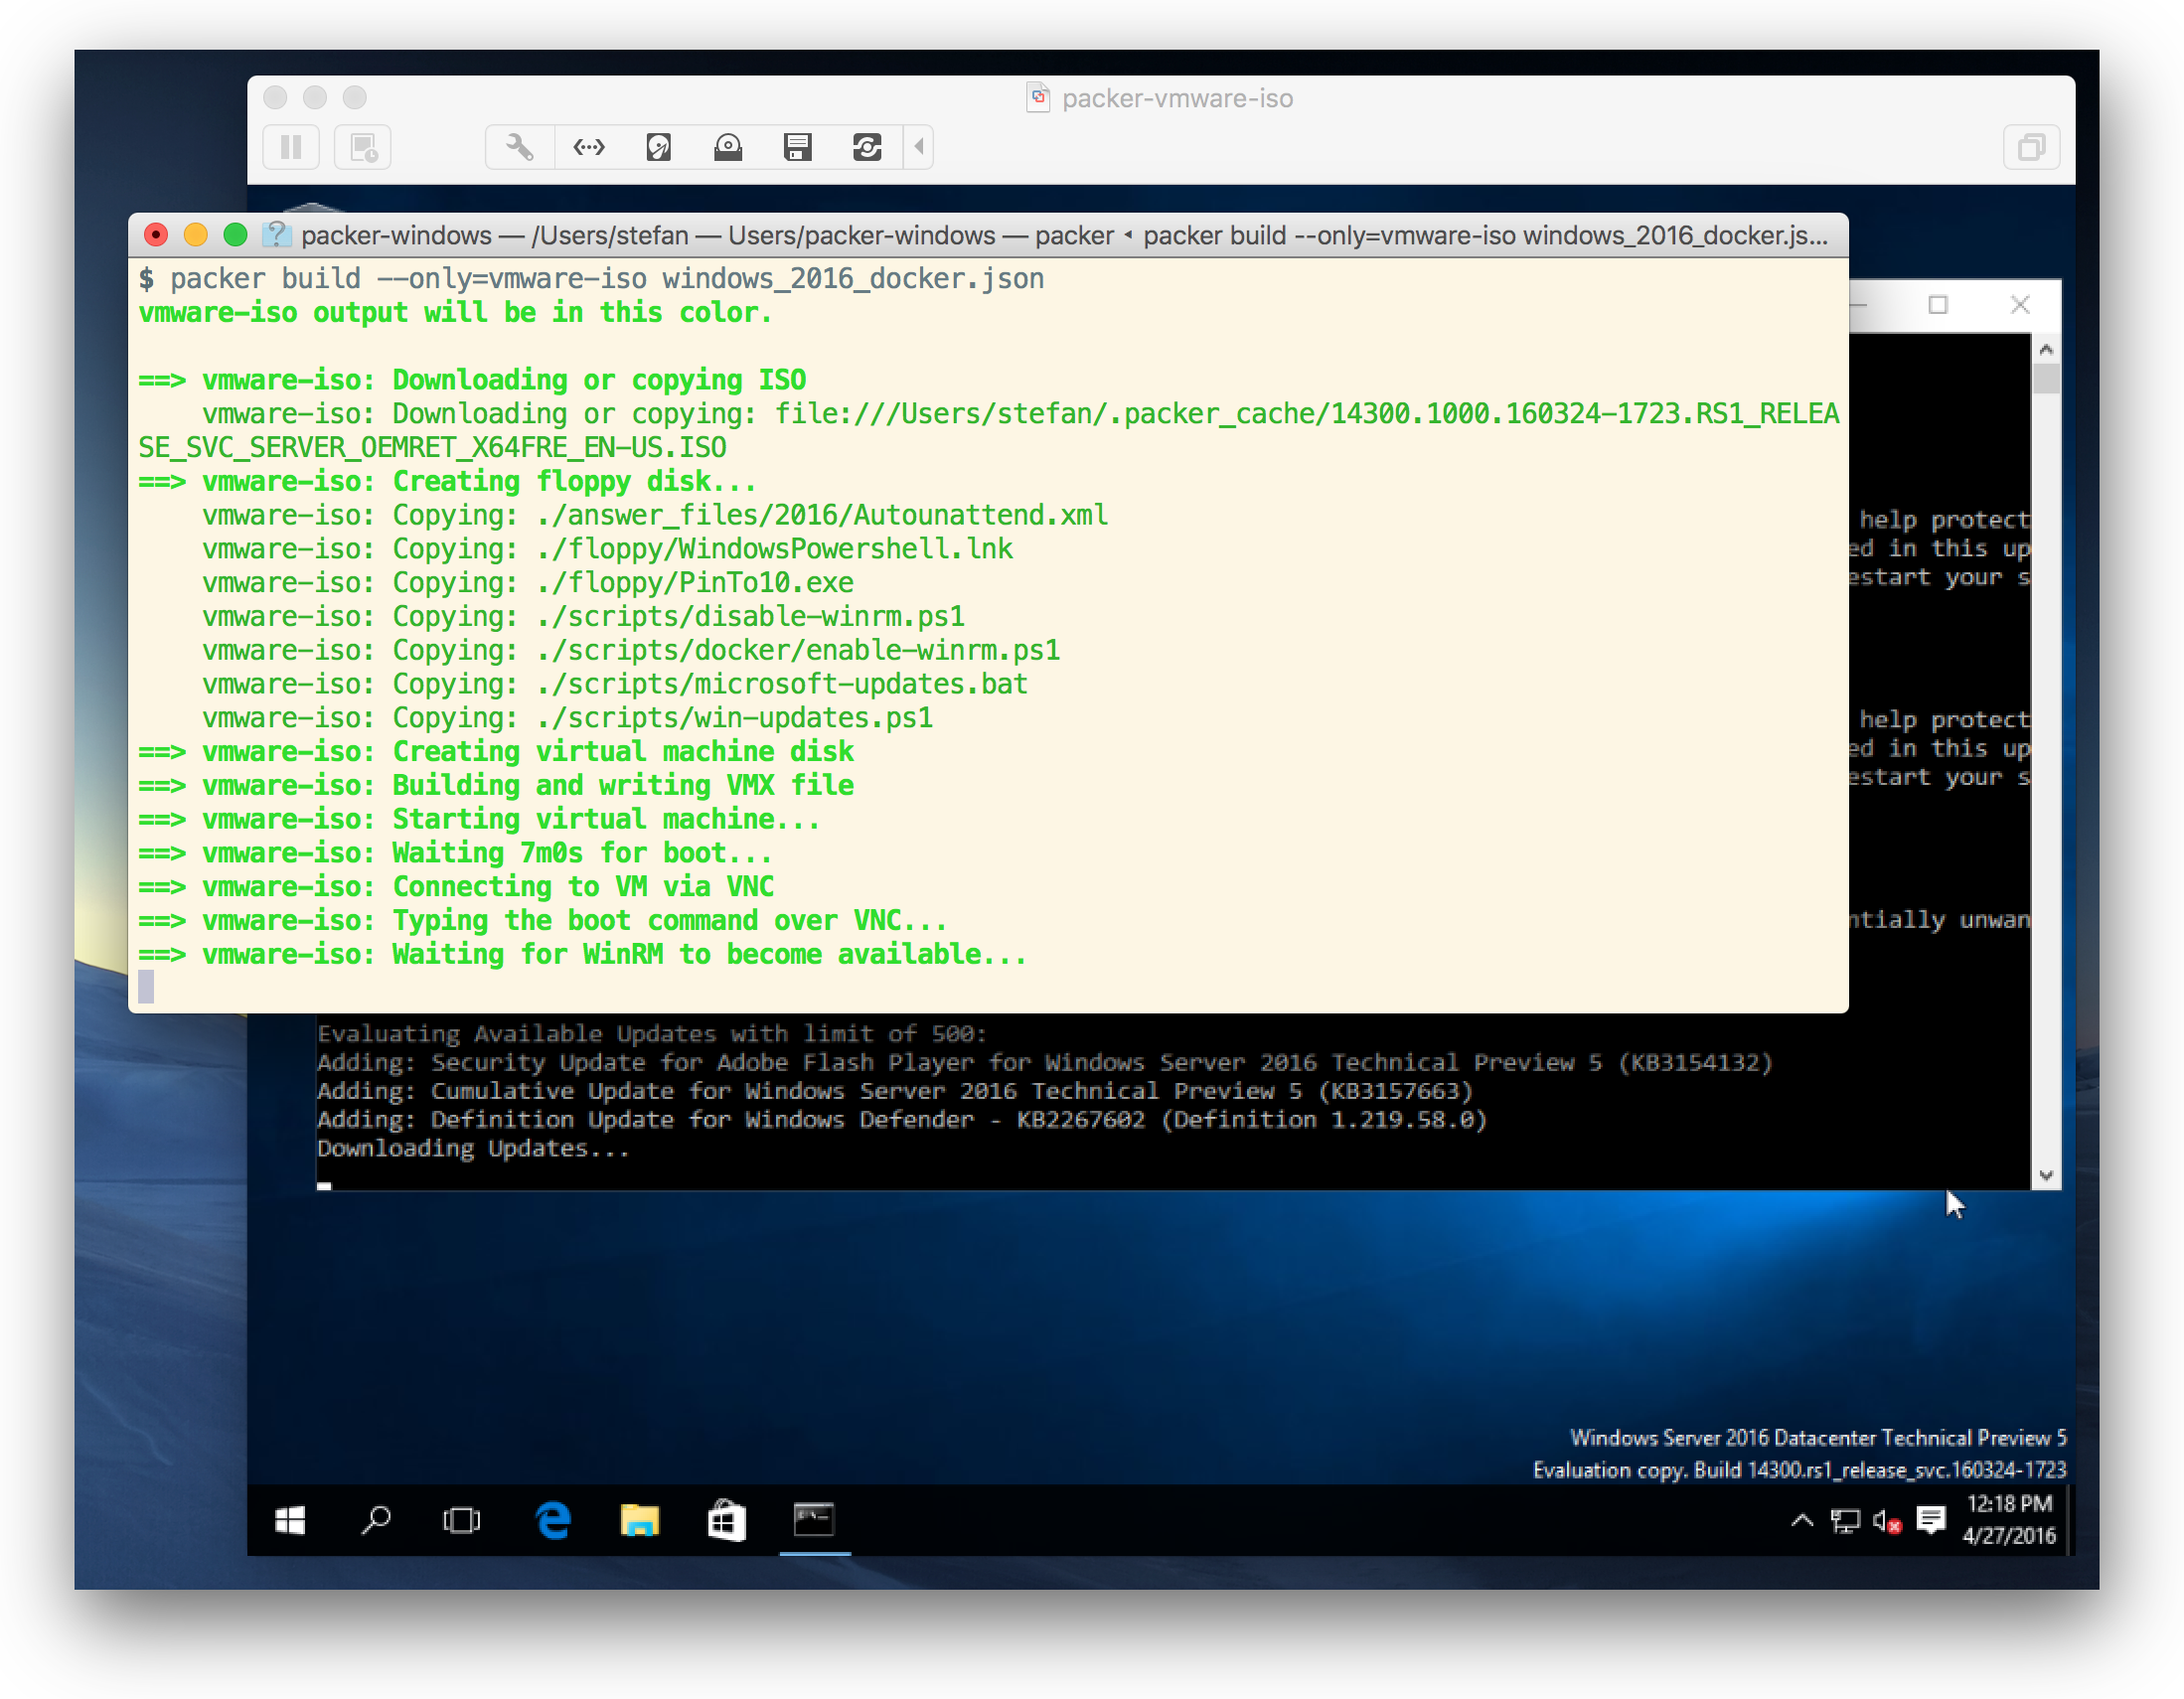 packer-vmware-iso
packer-windows — /Users/stefan — Users/packer-windows — packer ◂ packer build --only=vmware-iso windows_2016_docker.js...
$ packer build --only=vmware-iso windows_2016_docker.json
vmware-iso output will be in this color.
==> vmware-iso: Downloading or copying ISO
vmware-iso: Downloading or copying: file:///Users/stefan/.packer_cache/14300.1000.160324-1723.RS1_RELEA
SE_SVC_SERVER_OEMRET_X64FRE_EN-US.ISO
==> vmware-iso: Creating floppy disk...
vmware-iso: Copying: ./answer_files/2016/Autounattend.xml
vmware-iso: Copying: ./floppy/WindowsPowershell.lnk
vmware-iso: Copying: ./floppy/PinTo10.exe
vmware-iso: Copying: ./scripts/disable-winrm.ps1
vmware-iso: Copying: ./scripts/docker/enable-winrm.ps1
vmware-iso: Copying: ./scripts/microsoft-updates.bat
vmware-iso: Copying: ./scripts/win-updates.ps1
==> vmware-iso: Creating virtual machine disk
==> vmware-iso: Building and writing VMX file
==> vmware-iso: Starting virtual machine...
==> vmware-iso: Waiting 7m0s for boot...
==> vmware-iso: Connecting to VM via VNC
==> vmware-iso: Typing the boot command over VNC...
==> vmware-iso: Waiting for WinRM to become available...
help protect
ed in this up
estart your s
help protect
ed in this up
estart your s
ntially unwan
Evaluating Available Updates with limit of 500:
Adding: Security Update for Adobe Flash Player for Windows Server 2016 Technical Preview 5 (KB3154132)
Adding: Cumulative Update for Windows Server 2016 Technical Preview 5 (KB3157663)
Adding: Definition Update for Windows Defender - KB2267602 (Definition 1.219.58.0)
Downloading Updates...
Windows Server 2016 Datacenter Technical Preview 5
Evaluation copy. Build 14300.rs1_release_svc.160324-1723
12:18 PM
4/27/2016